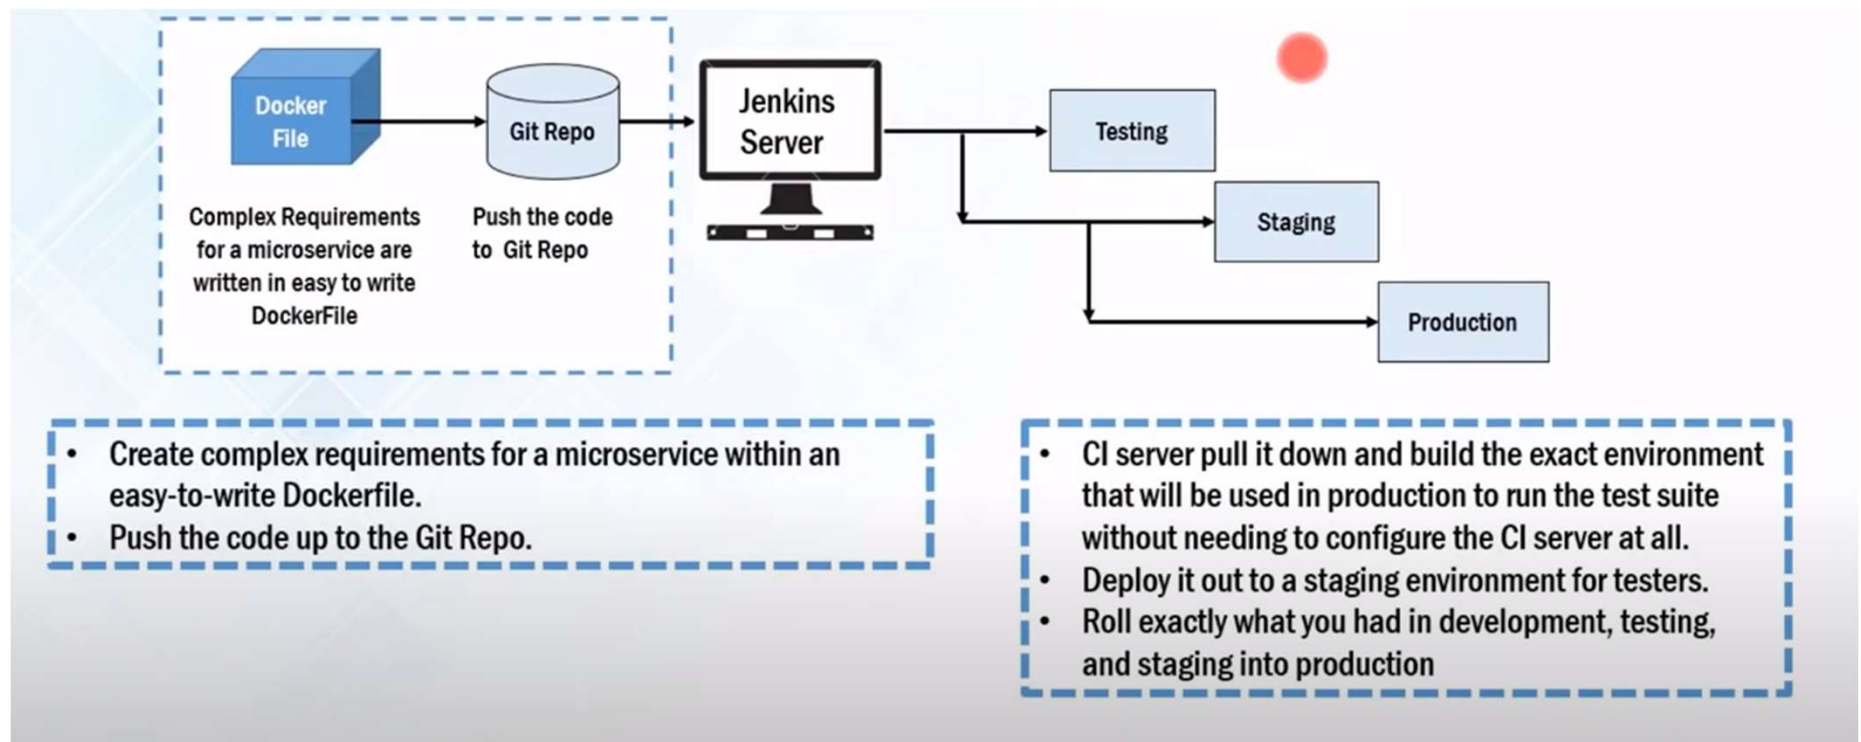 Docker
File
Git Repo
Jenkins
Server
Testing
Staging
Production
Complex Requirements
for a microservice are
written in easy to write
DockerFile
Push the code
to Git Repo
• Create complex requirements for a microservice within an
easy-to-write Dockerfile.
• Push the code up to the Git Repo.
• CI server pull it down and build the exact environment
that will be used in production to run the test suite
without needing to configure the CI server at all.
• Deploy it out to a staging environment for testers.
• Roll exactly what you had in development, testing,
and staging into production